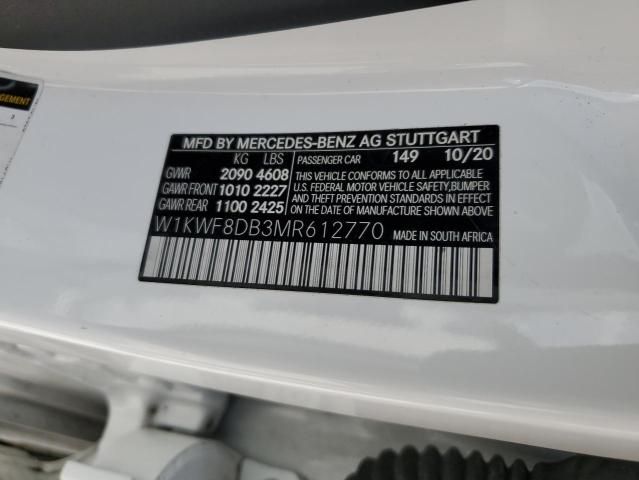 AGEMENT
MFD BY MERCEDES-BENZ AG STUTTGART
KG LBS PASSENGER CAR 149 10/20
GVWR 2090 4608 THIS VEHICLE CONFORMS TO ALL APPLICABLE
GAWR FRONT 1010 2227 U.S. FEDERAL MOTOR VEHICLE SAFETY, BUMPER
GAWR REAR 1100 2425 AND THEFT PREVENTION STANDARDS IN EFFECT
ON THE DATE OF MANUFACTURE SHOWN ABOVE.
W1KWF8DB3MR612770 MADE IN SOUTH AFRICA